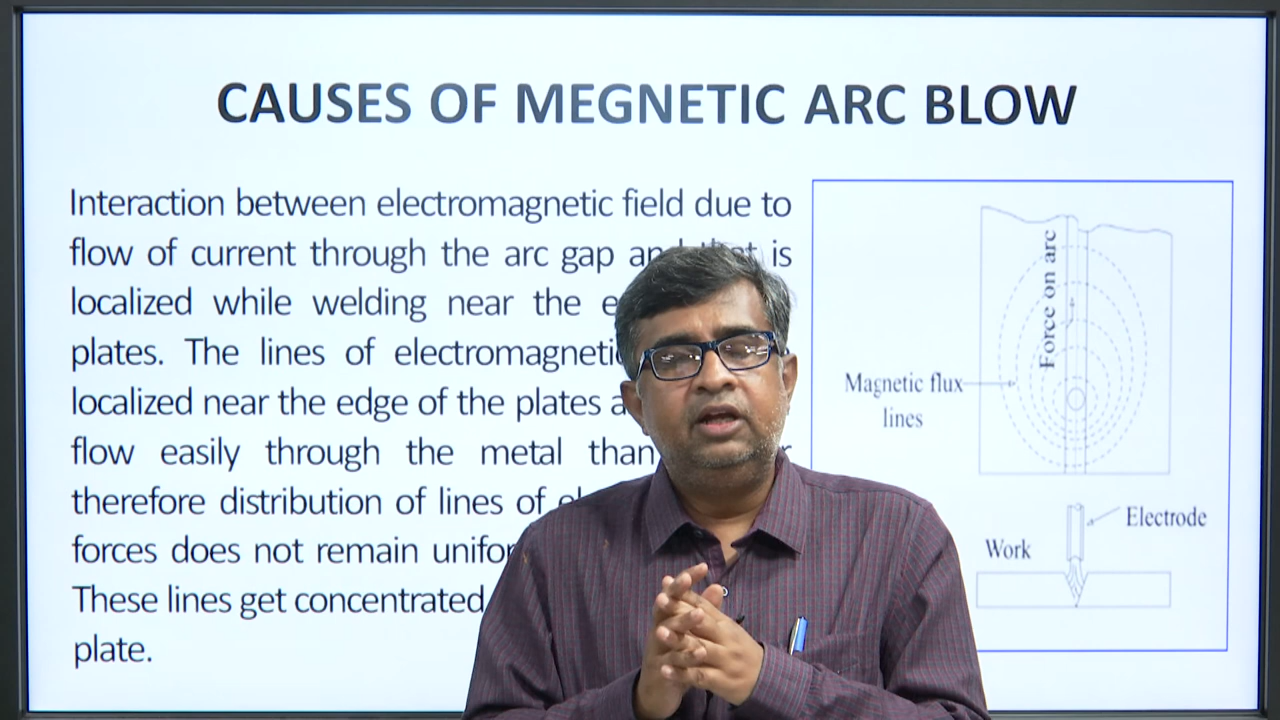 CAUSES OF MEGNETIC ARC BLOW
Interaction between electromagnetic field due to
flow of current through the arc gap and that is
localized while welding near the
plates. The lines of
localized near the edge of the plates
flow easily through the metal than
therefore distribution of lines of
forces does not remain
These lines get concentrated
plate.
Force on arc
Magnetic flux
lines
Electrode
Work